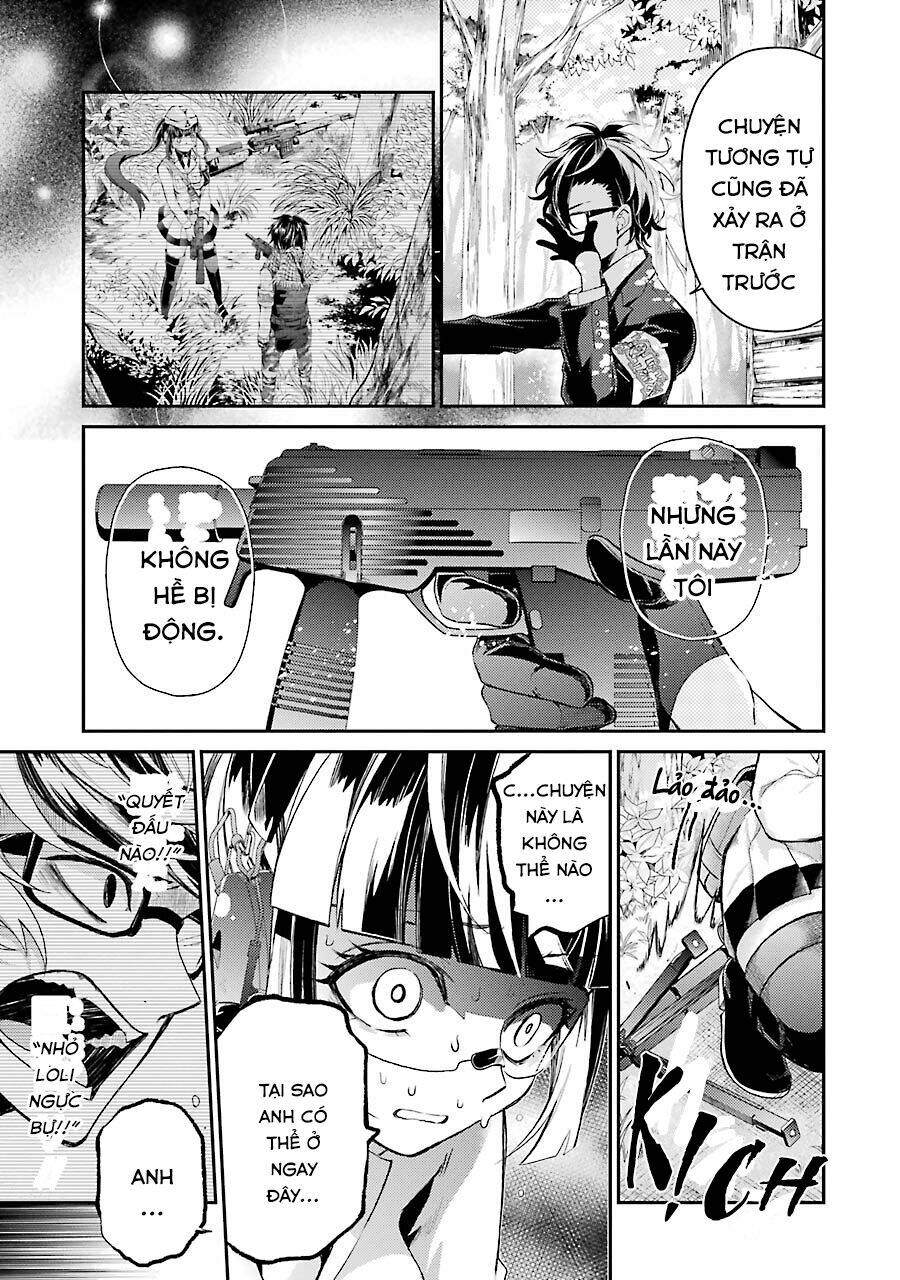 CHUYỆN
TƯƠNG TỰ
CŨNG ĐÃ
XẢY RA Ở
TRẬN
TRƯỚC
NHƯNG
LẦN NÀY
TÔI
KHÔNG
HỀ BỊ
ĐỘNG.
Lảo đảo...
KỊCH
C...CHUYỆN
NÀY LÀ
KHÔNG
THỂ NÀO
...
TẠI SAO
ANH CÓ
THỂ Ở
NGAY
ĐÂY...
"QUYẾT
ĐẤU
NÀO!!"
"NHỎ
LOLI
NGỰC
BỰ!!"
ANH
...